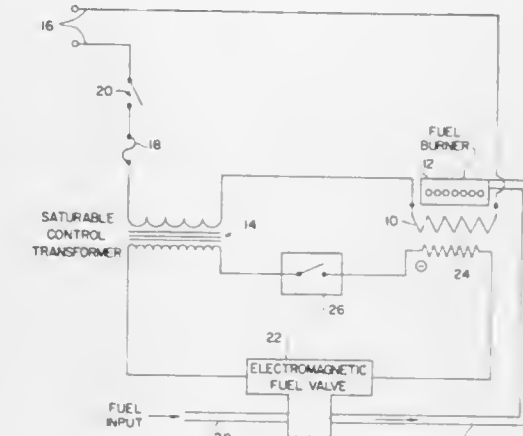 16
20
18
FUEL
BURNER
12
SATURABLE
CONTROL
TRANSFORMER
14
10
24
26
22
ELECTROMAGNETIC
FUEL VALVE
FUEL
INPUT